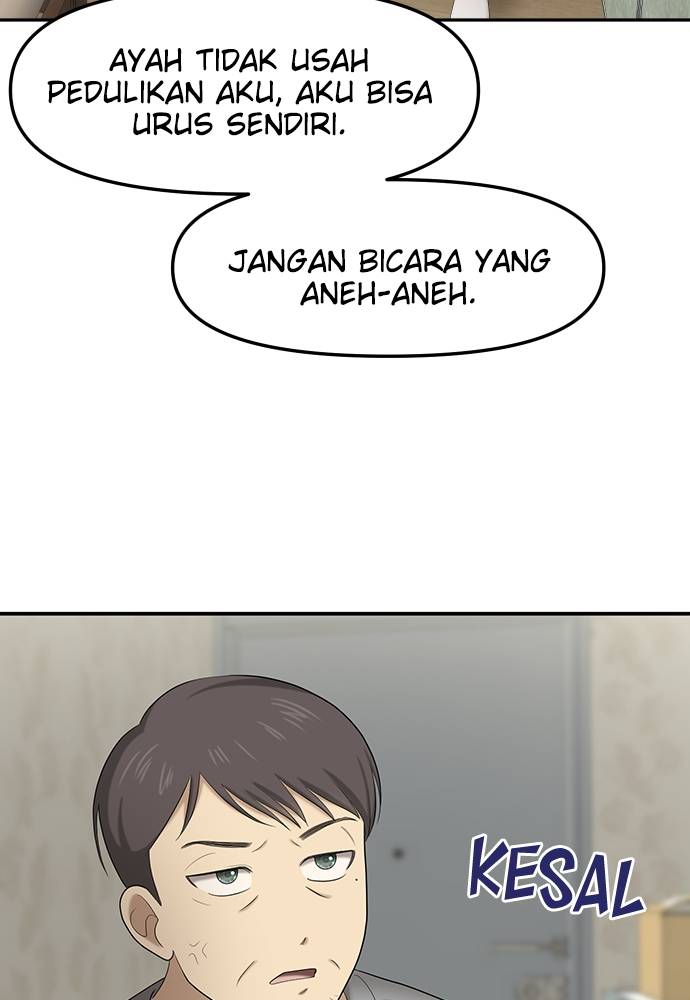 AYAH TIDAK USAH
PEDULIKAN AKU, AKU BISA
URUS SENDIRI.
JANGAN BICARA YANG
ANEH-ANEH.
KESAL